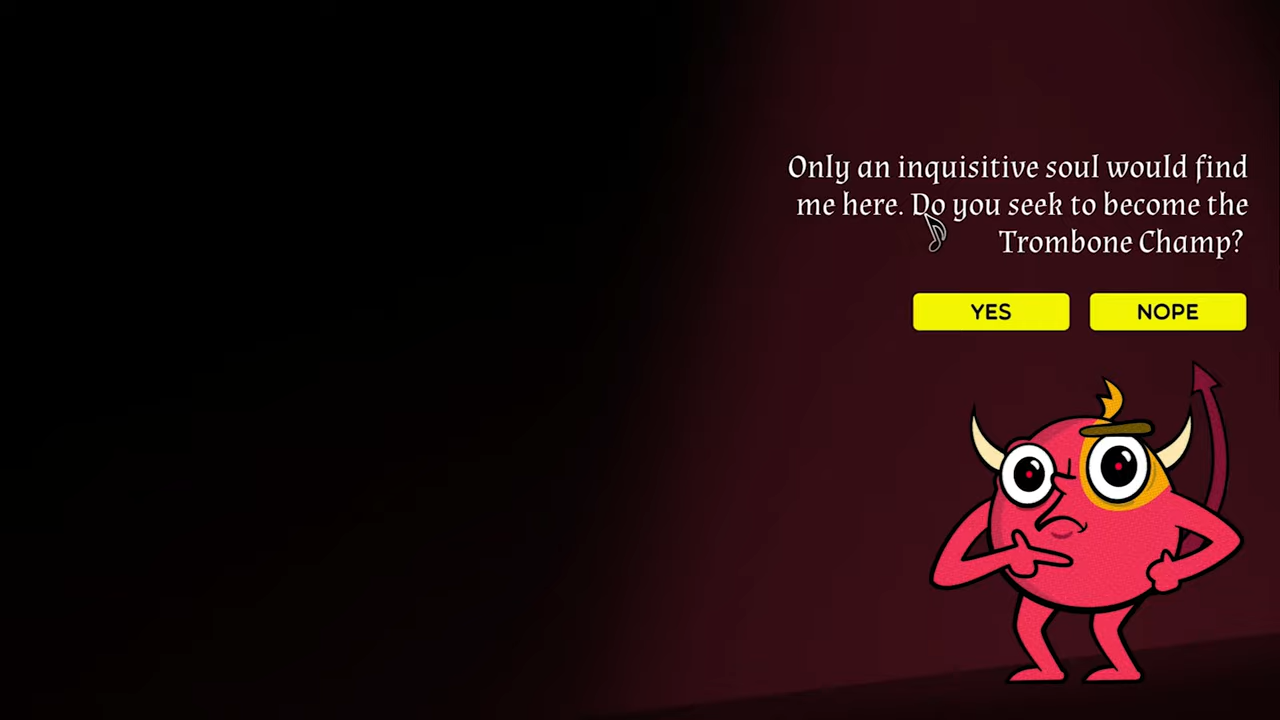 Only an inquisitive soul would find
me here. Do you seek to become the
Trombone Champ?
YES
NOPE